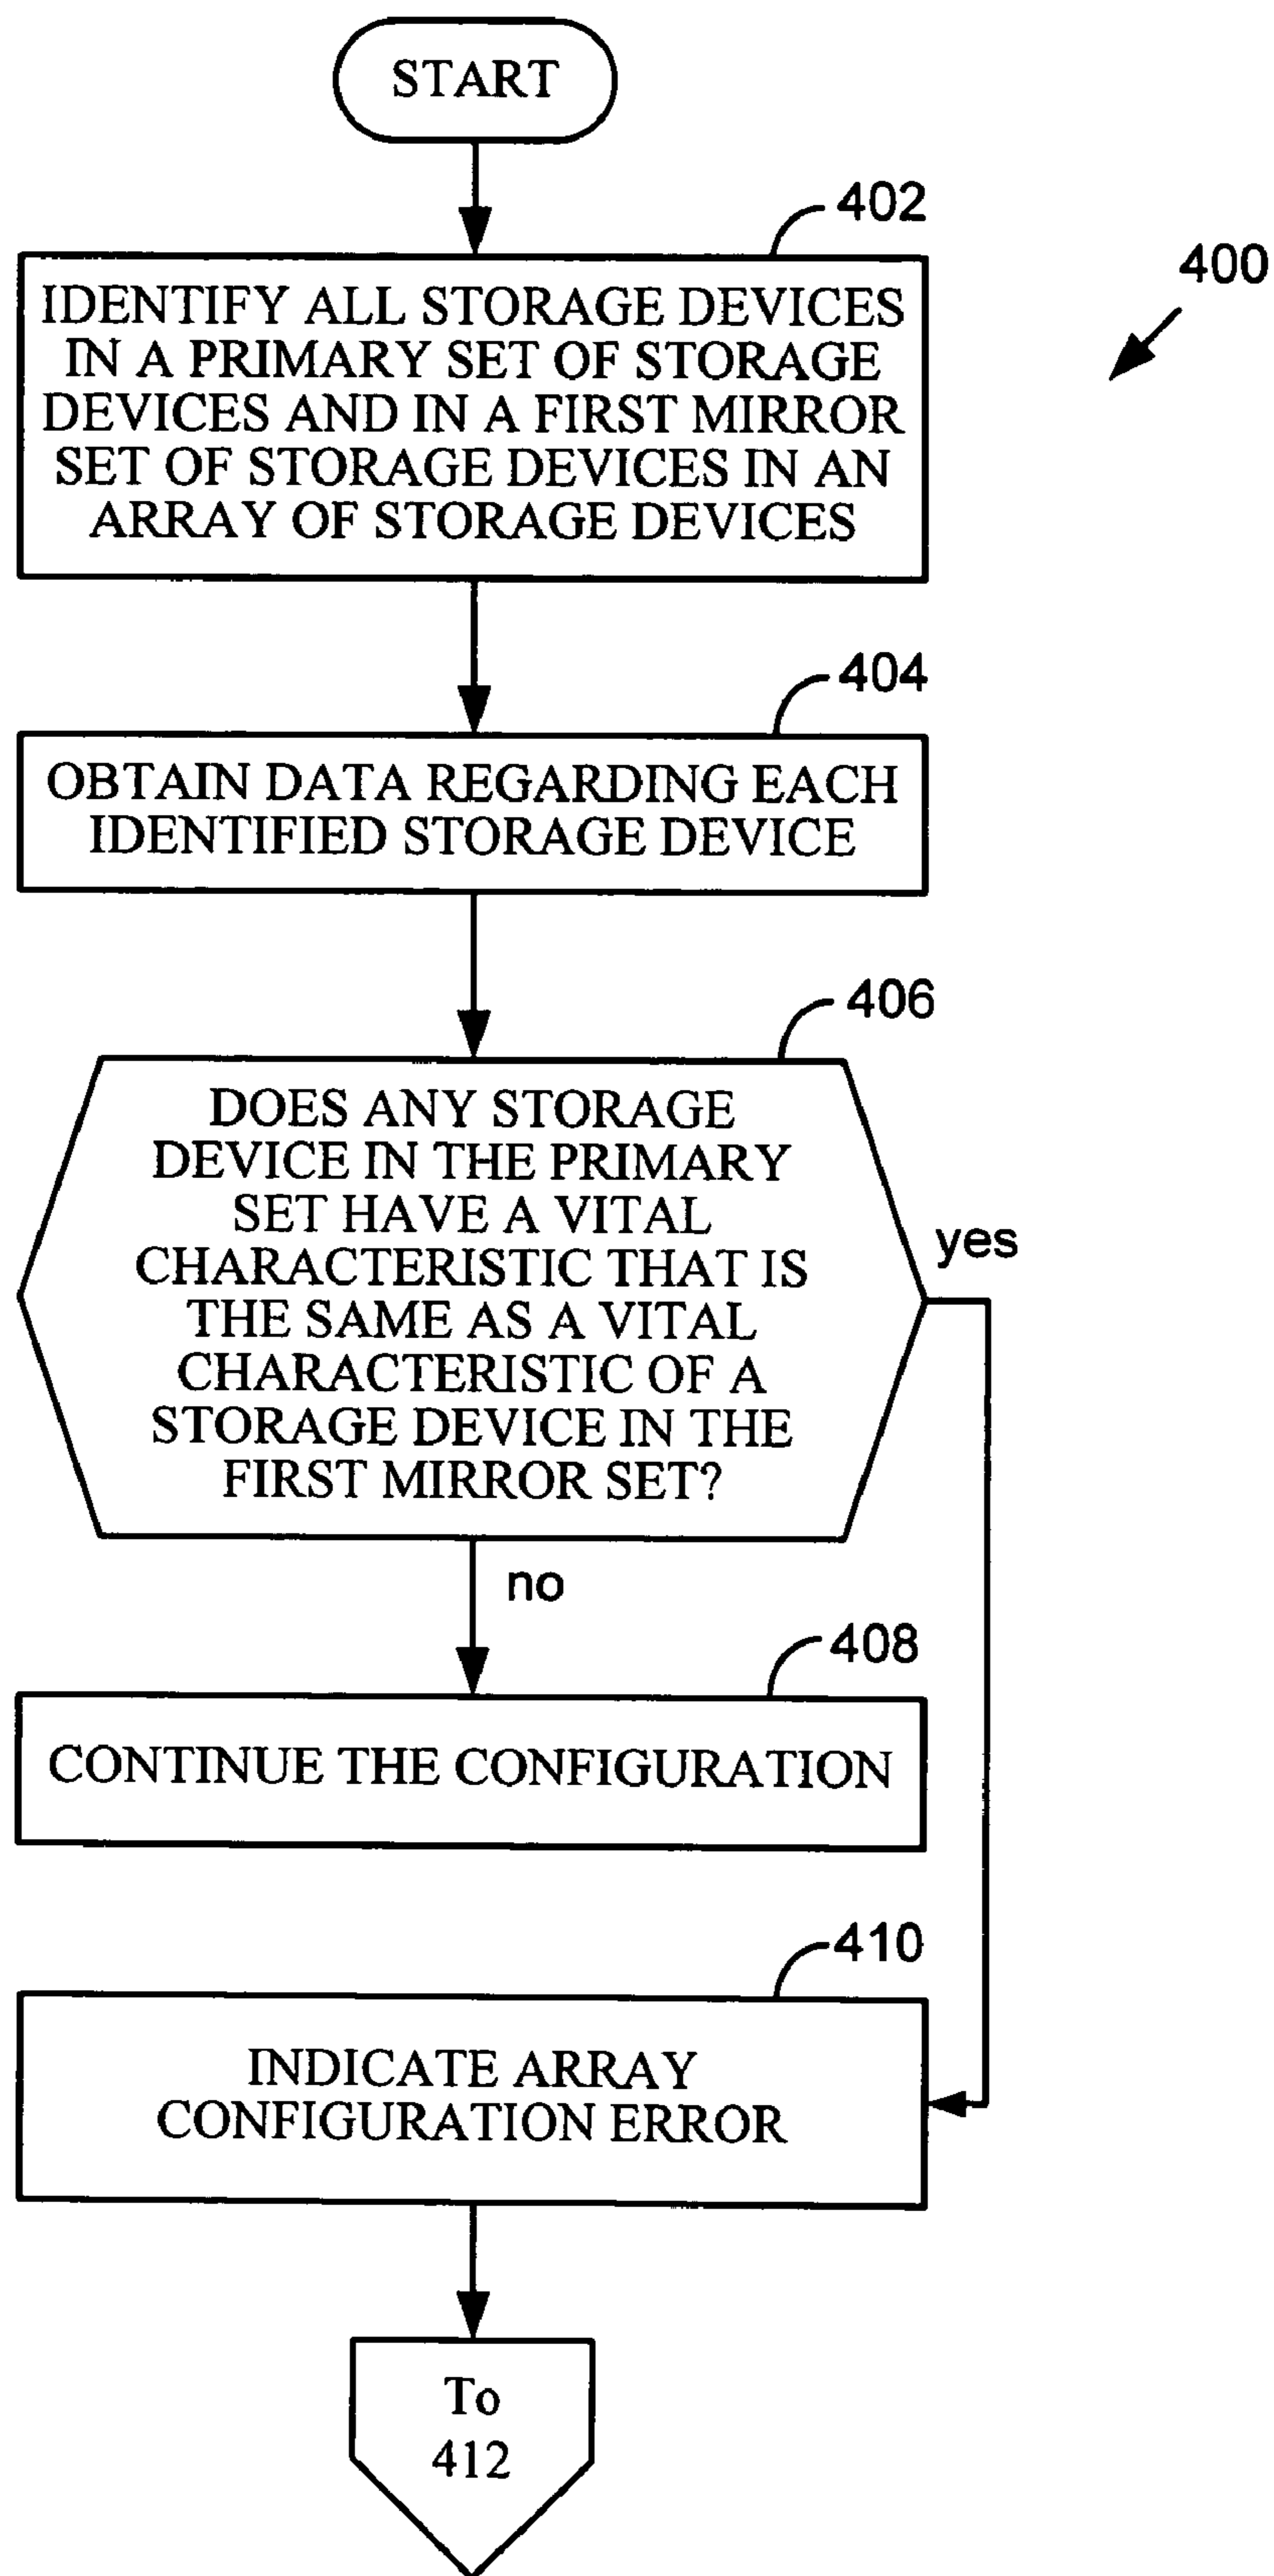 START
402
400
IDENTIFY ALL STORAGE DEVICES
IN A PRIMARY SET OF STORAGE
DEVICES AND IN A FIRST MIRROR
SET OF STORAGE DEVICES IN AN
ARRAY OF STORAGE DEVICES
404
OBTAIN DATA REGARDING EACH
IDENTIFIED STORAGE DEVICE
406
DOES ANY STORAGE
DEVICE IN THE PRIMARY
SET HAVE A VITAL
CHARACTERISTIC THAT IS
THE SAME AS A VITAL
CHARACTERISTIC OF A
STORAGE DEVICE IN THE
FIRST MIRROR SET?
yes
no
408
CONTINUE THE CONFIGURATION
410
INDICATE ARRAY
CONFIGURATION ERROR
To
412